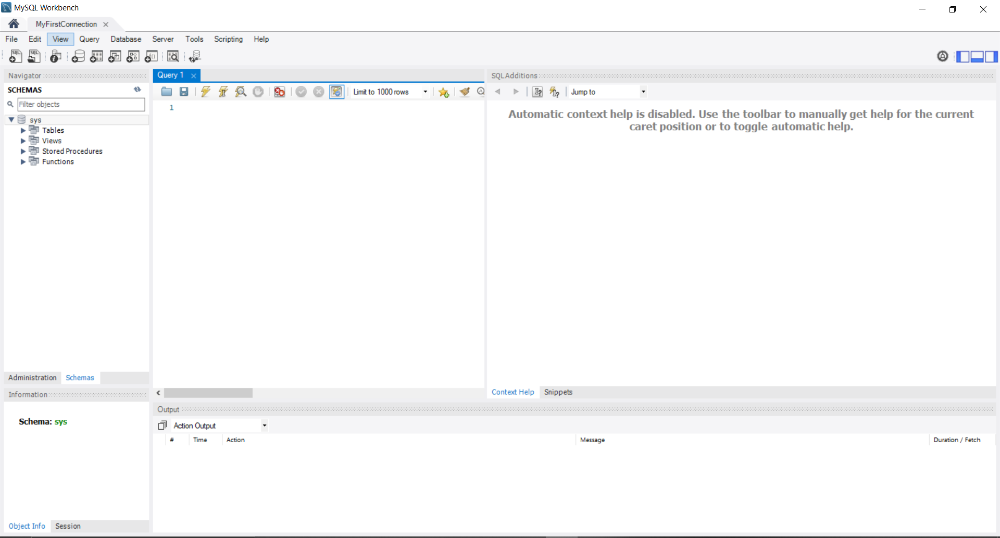 MySQL Workbench
MyFirstConnection
File Edit View Query Database Server Tools Scripting Help
Navigator
SCHEMAS
Filter objects
sys
Tables
Views
Stored Procedures
Functions
Administration Schemas
Information
Schema: sys
Object Info Session
Query 1
Limit to 1000 rows
1
SQLAdditions
Jump to
Automatic context help is disabled. Use the toolbar to manually get help for the current
caret position or to toggle automatic help.
Context Help Snippets
Output
Action Output
# Time Action Message Duration / Fetch